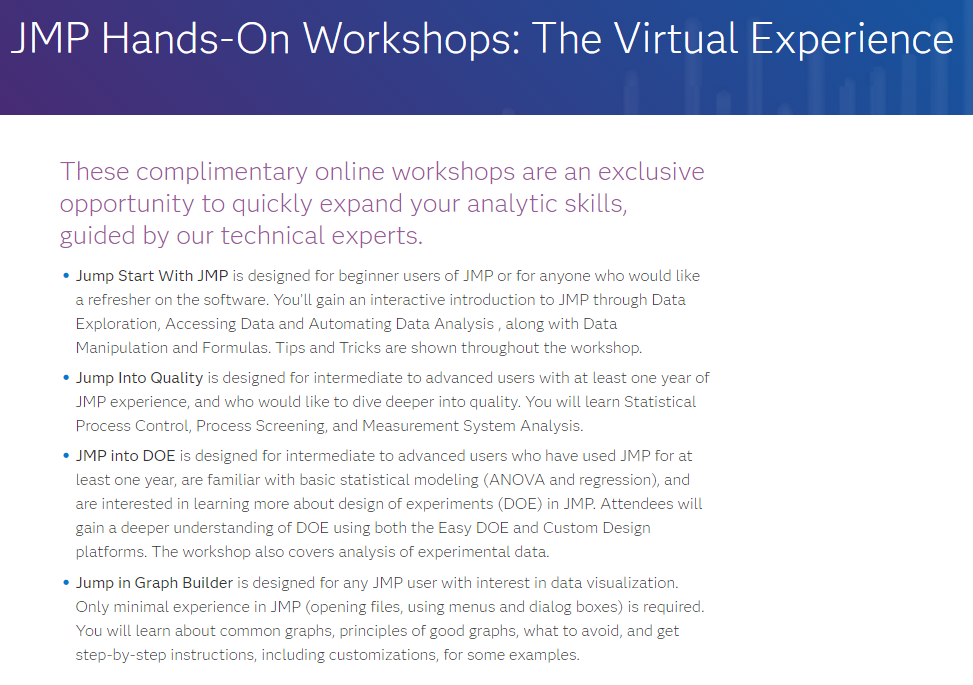 JMP Hands-On Workshops: The Virtual Experience
These complimentary online workshops are an exclusive
opportunity to quickly expand your analytic skills,
guided by our technical experts.
• Jump Start With JMP is designed for beginner users of JMP or for anyone who would like
a refresher on the software. You'll gain an interactive introduction to JMP through Data
Exploration, Accessing Data and Automating Data Analysis , along with Data
Manipulation and Formulas. Tips and Tricks are shown throughout the workshop.
• Jump Into Quality is designed for intermediate to advanced users with at least one year of
JMP experience, and who would like to dive deeper into quality. You will learn Statistical
Process Control, Process Screening, and Measurement System Analysis.
• JMP into DOE is designed for intermediate to advanced users who have used JMP for at
least one year, are familiar with basic statistical modeling (ANOVA and regression), and
are interested in learning more about design of experiments (DOE) in JMP. Attendees will
gain a deeper understanding of DOE using both the Easy DOE and Custom Design
platforms. The workshop also covers analysis of experimental data.
• Jump in Graph Builder is designed for any JMP user with interest in data visualization.
Only minimal experience in JMP (opening files, using menus and dialog boxes) is required.
You will learn about common graphs, principles of good graphs, what to avoid, and get
step-by-step instructions, including customizations, for some examples.